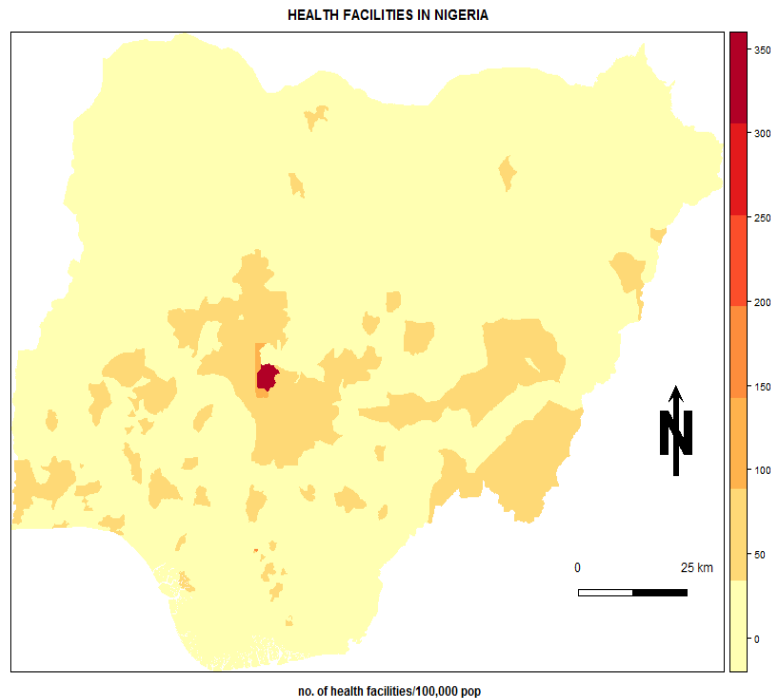 HEALTH FACILITIES IN NIGERIA
350
300
250
200
150
100
50
0
N
0 25 km
no. of health facilities/100,000 pop